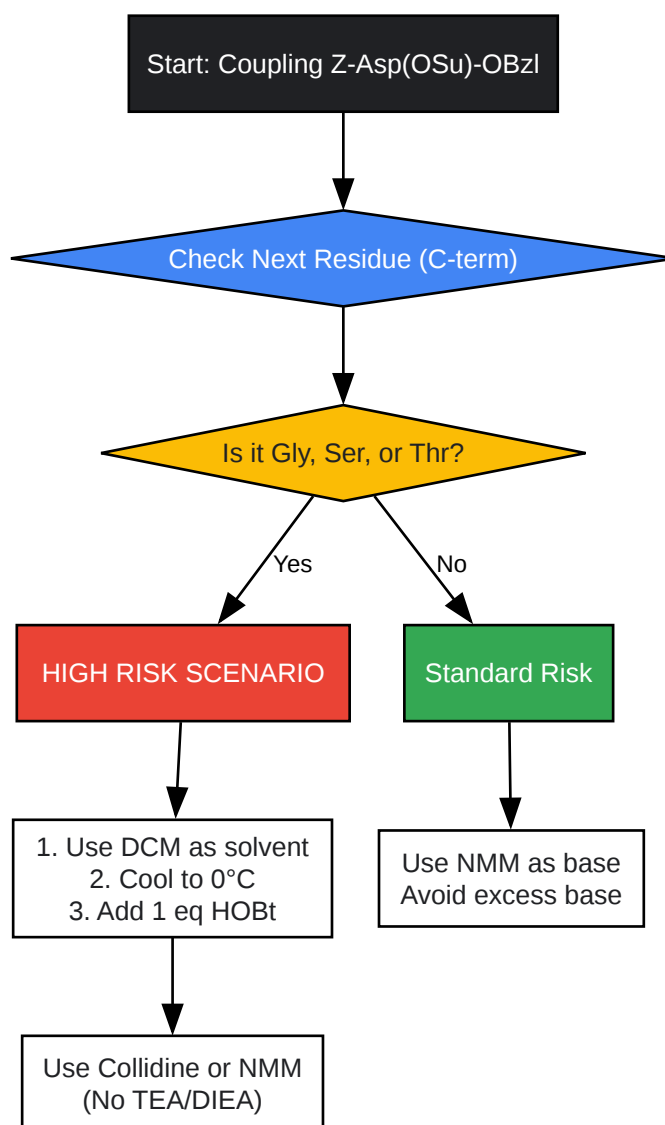 Start: Coupling Z-Asp(OSu)-OBzl
Check Next Residue (C-term)
Is it Gly, Ser, or Thr?
Yes
No
HIGH RISK SCENARIO
Standard Risk
1. Use DCM as solvent
2. Cool to 0°C
3. Add 1 eq HOBt
Use NMM as base
Avoid excess base
Use Collidine or NMM
(No TEA/DIEA)